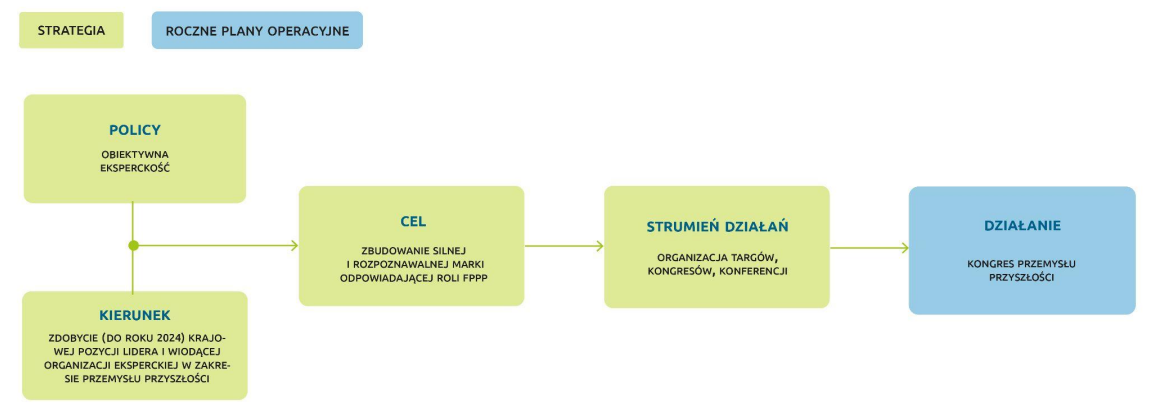 STRATEGIA
ROCZNE PLANY OPERACYJNE
POLICY
OBIEKTYWNA
EKSPERCKOŚĆ
KIERUNEK
ZDOBYCIE (DO ROKU 2024) KRAJO-
WEJ POZYCJI LIDERA I WIODĄCEJ
ORGANIZACJI EKSPERCKIEJ W ZAKRE-
SIE PRZEMYSŁU PRZYSZŁOŚCI
CEL
ZBUDOWANIE SILNEJ
I ROZPOZNAWALNEJ MARKI
ODPOWIADAJĄCEJ ROLI FPPP
STRUMIEŃ DZIAŁAŃ
ORGANIZACJA TARGÓW,
KONGRESÓW, KONFERENCJI
DZIAŁANIE
KONGRES PRZEMYSŁU
PRZYSZŁOŚCI